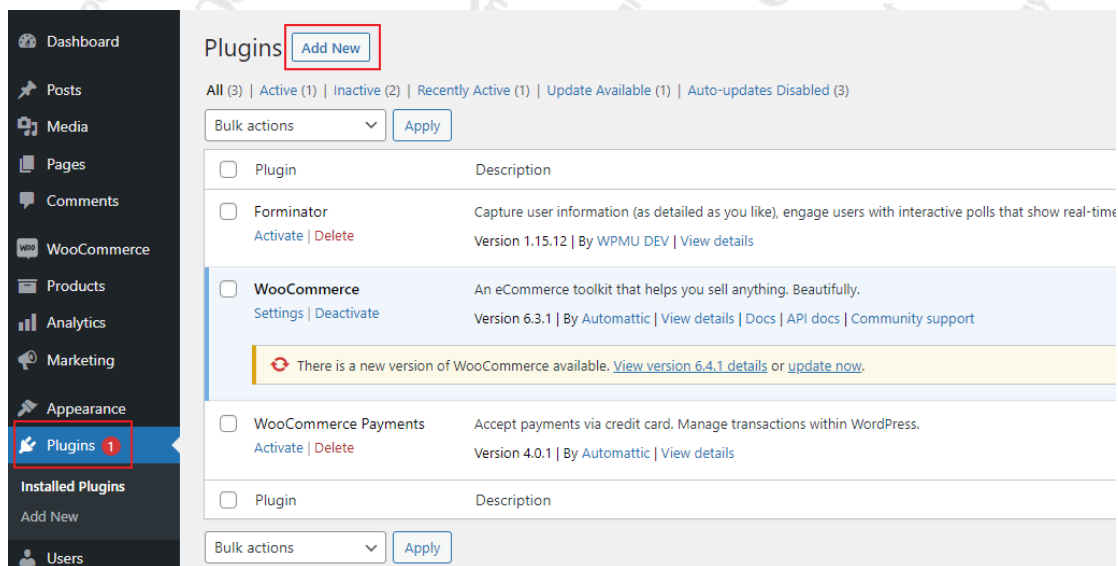 Dashboard
Posts
Media
Pages
Comments
WOO WooCommerce
Products
Analytics
Marketing
Appearance
Plugins 1
Installed Plugins
Add New
Users
Plugins Add New
All (3) | Active (1) | Inactive (2) | Recently Active (1) | Update Available (1) | Auto-updates Disabled (3)
Bulk actions Apply
Plugin Description
Forminator Capture user information (as detailed as you like), engage users with interactive polls that show real-time
Activate | Delete Version 1.15.12 | By WPMU DEV | View details
WooCommerce An eCommerce toolkit that helps you sell anything. Beautifully.
Settings | Deactivate Version 6.3.1 | By Automattic | View details | Docs | API docs | Community support
There is a new version of WooCommerce available. View version 6.4.1 details or update now.
WooCommerce Payments Accept payments via credit card. Manage transactions within WordPress.
Activate | Delete Version 4.0.1 | By Automattic | View details
Plugin Description
Bulk actions Apply